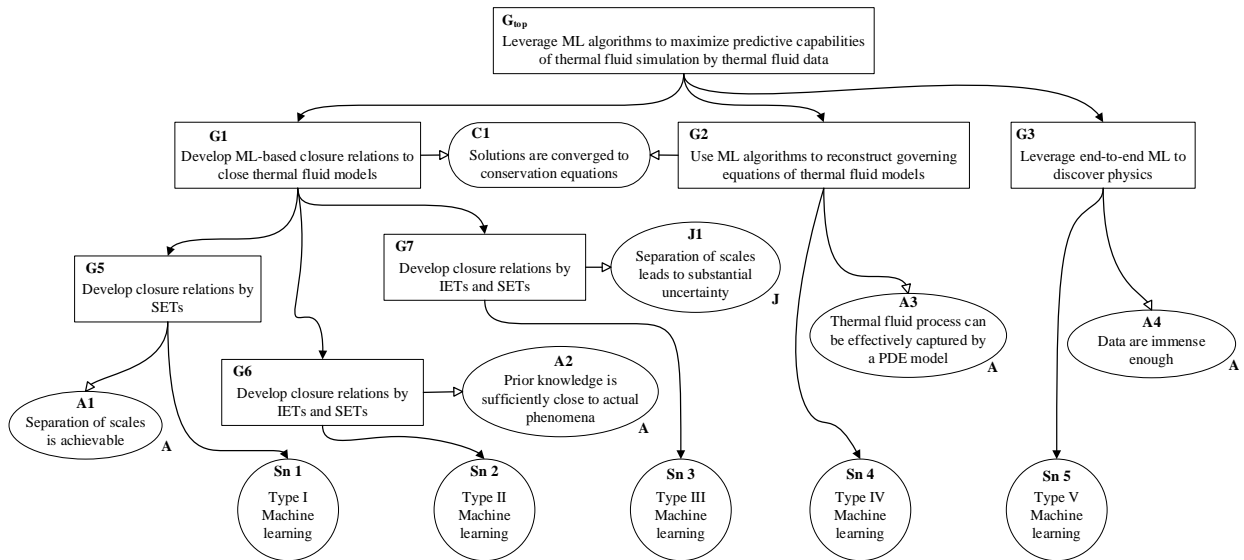 G top
Leverage ML algorithms to maximize predictive capabilities
of thermal fluid simulation by thermal fluid data
G1
Develop ML-based closure relations to
close thermal fluid models
C1
Solutions are converged to
conservation equations
G2
Use ML algorithms to reconstruct governing
equations of thermal fluid models
G3
Leverage end-to-end ML to
discover physics
G5
Develop closure relations by
SETs
G7
Develop closure relations by
IETs and SETs
J1
Separation of scales
leads to substantial
uncertainty
J
A3
Thermal fluid process can
be effectively captured by
a PDE model
A
A4
Data are immense
enough
A
G6
Develop closure relations by
IETs and SETs
A2
Prior knowledge is
sufficiently close to actual
phenomena
A
A1
Separation of scales
is achievable
A
Sn 1
Type I
Machine
learning
Sn 2
Type II
Machine
learning
Sn 3
Type III
Machine
learning
Sn 4
Type IV
Machine
learning
Sn 5
Type V
Machine
learning